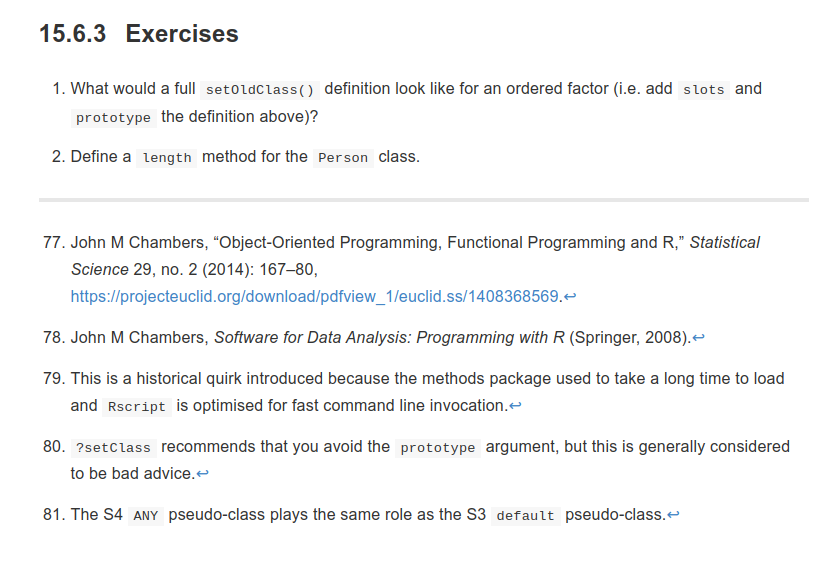 15.6.3 Exercises
1. What would a full setOldClass() definition look like for an ordered factor (i.e. add slots and
prototype the definition above)?
2. Define a length method for the Person class.
77. John M Chambers, “Object-Oriented Programming, Functional Programming and R,” Statistical
Science 29, no. 2 (2014): 167–80,
https://projecteuclid.org/download/pdfview_1/euclid.ss/1408368569.↩
78. John M Chambers, Software for Data Analysis: Programming with R (Springer, 2008).↩
79. This is a historical quirk introduced because the methods package used to take a long time to load
and Rscript is optimised for fast command line invocation.↩
80. ?setClass recommends that you avoid the prototype argument, but this is generally considered
to be bad advice.↩
81. The S4 ANY pseudo-class plays the same role as the S3 default pseudo-class.↩